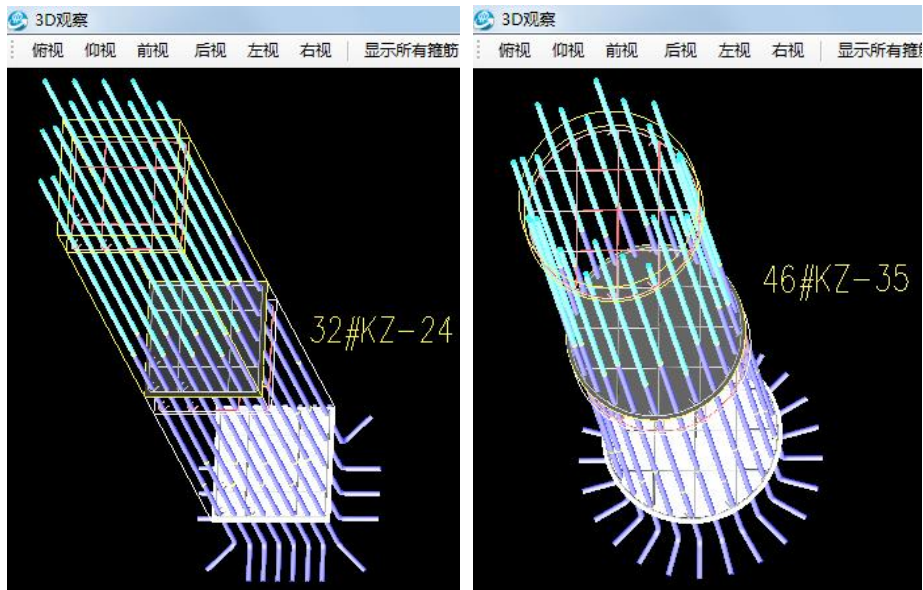 3D观察
俯视 仰视 前视 后视 左视 右视 显示所有箍筋
32#KZ-24
3D观察
俯视 仰视 前视 后视 左视 右视 显示所有箍
46#KZ-35